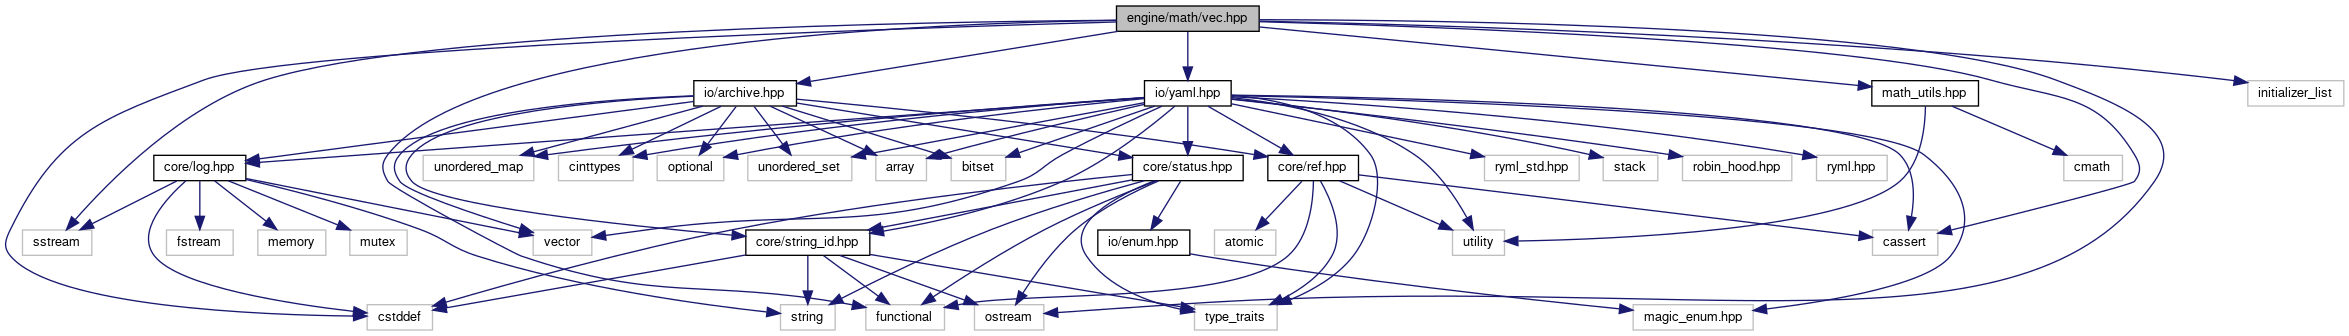 engine/math/vec.hpp
io/archive.hpp
io/yaml.hpp
math_utils.hpp
initializer_list
core/log.hpp
unordered_map
cinttypes
optional
unordered_set
array
bitset
core/status.hpp
core/ref.hpp
ryml_std.hpp
stack
robin_hood.hpp
ryml.hpp
cmath
sstream
fstream
memory
mutex
vector
core/string_id.hpp
io/enum.hpp
atomic
utility
cassert
cstddef
string
functional
ostream
type_traits
magic_enum.hpp